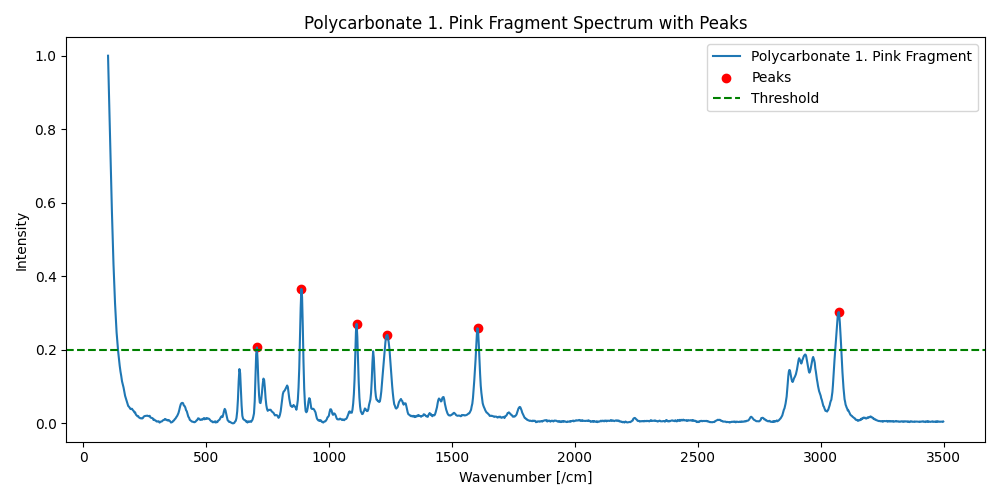 Polycarbonate 1. Pink Fragment Spectrum with Peaks
Polycarbonate 1. Pink Fragment
Peaks
Threshold
Intensity
1.0
0.8
0.6
0.4
0.2
0.0
0 500 1000 1500 2000 2500 3000 3500
Wavenumber [/cm]